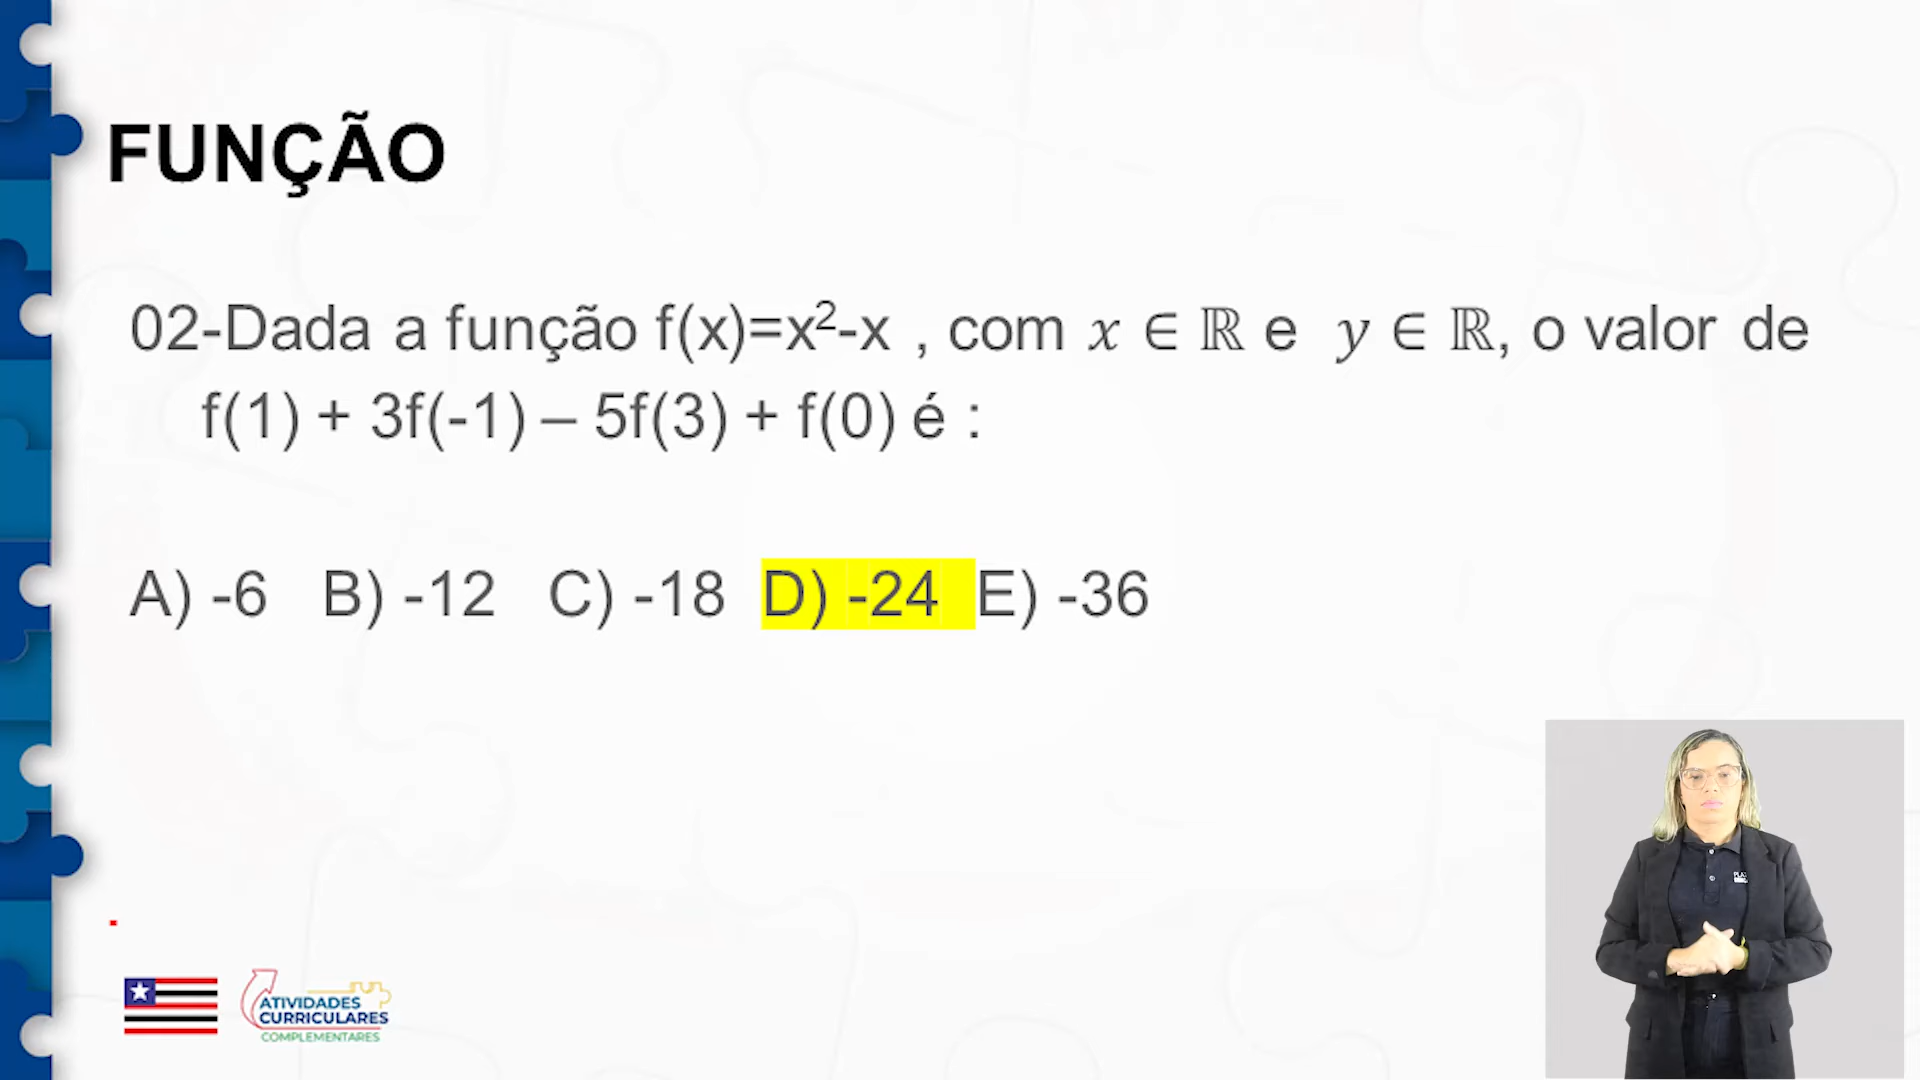 FUNÇÃO
02-Dada a função f(x)=x²-x , com x ∈ ℝ e y ∈ ℝ, o valor de
f(1) + 3f(-1) – 5f(3) + f(0) é :
A) -6 B) -12 C) -18 D) -24 E) -36
ATIVIDADES
CURRICULARES
COMPLEMENTARES